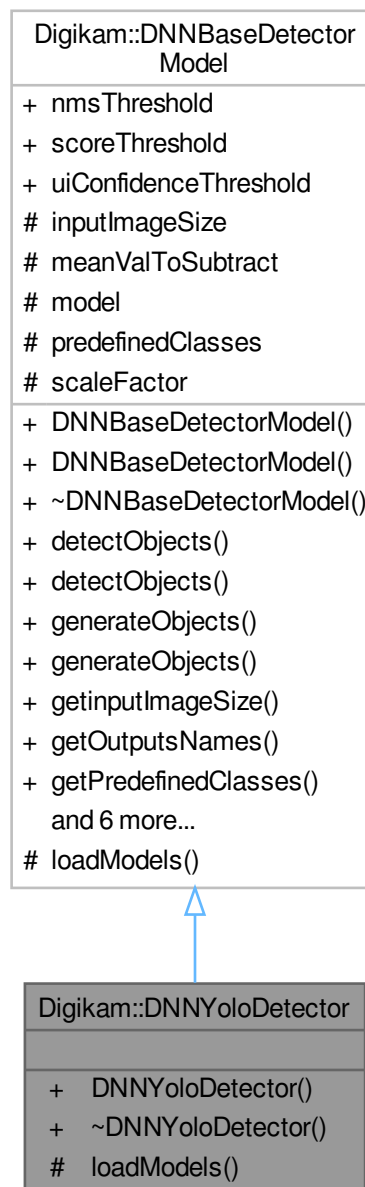 Digikam::DNNBaseDetector
Model
+ nmsThreshold
+ scoreThreshold
+ uiConfidenceThreshold
# inputImageSize
# meanValToSubtract
# model
# predefinedClasses
# scaleFactor
+ DNNBaseDetectorModel()
+ DNNBaseDetectorModel()
+ ~DNNBaseDetectorModel()
+ detectObjects()
+ detectObjects()
+ generateObjects()
+ generateObjects()
+ getinputImageSize()
+ getOutputsNames()
+ getPredefinedClasses()
and 6 more...
# loadModels()
Digikam::DNNYoloDetector
+ DNNYoloDetector()
+ ~DNNYoloDetector()
# loadModels()